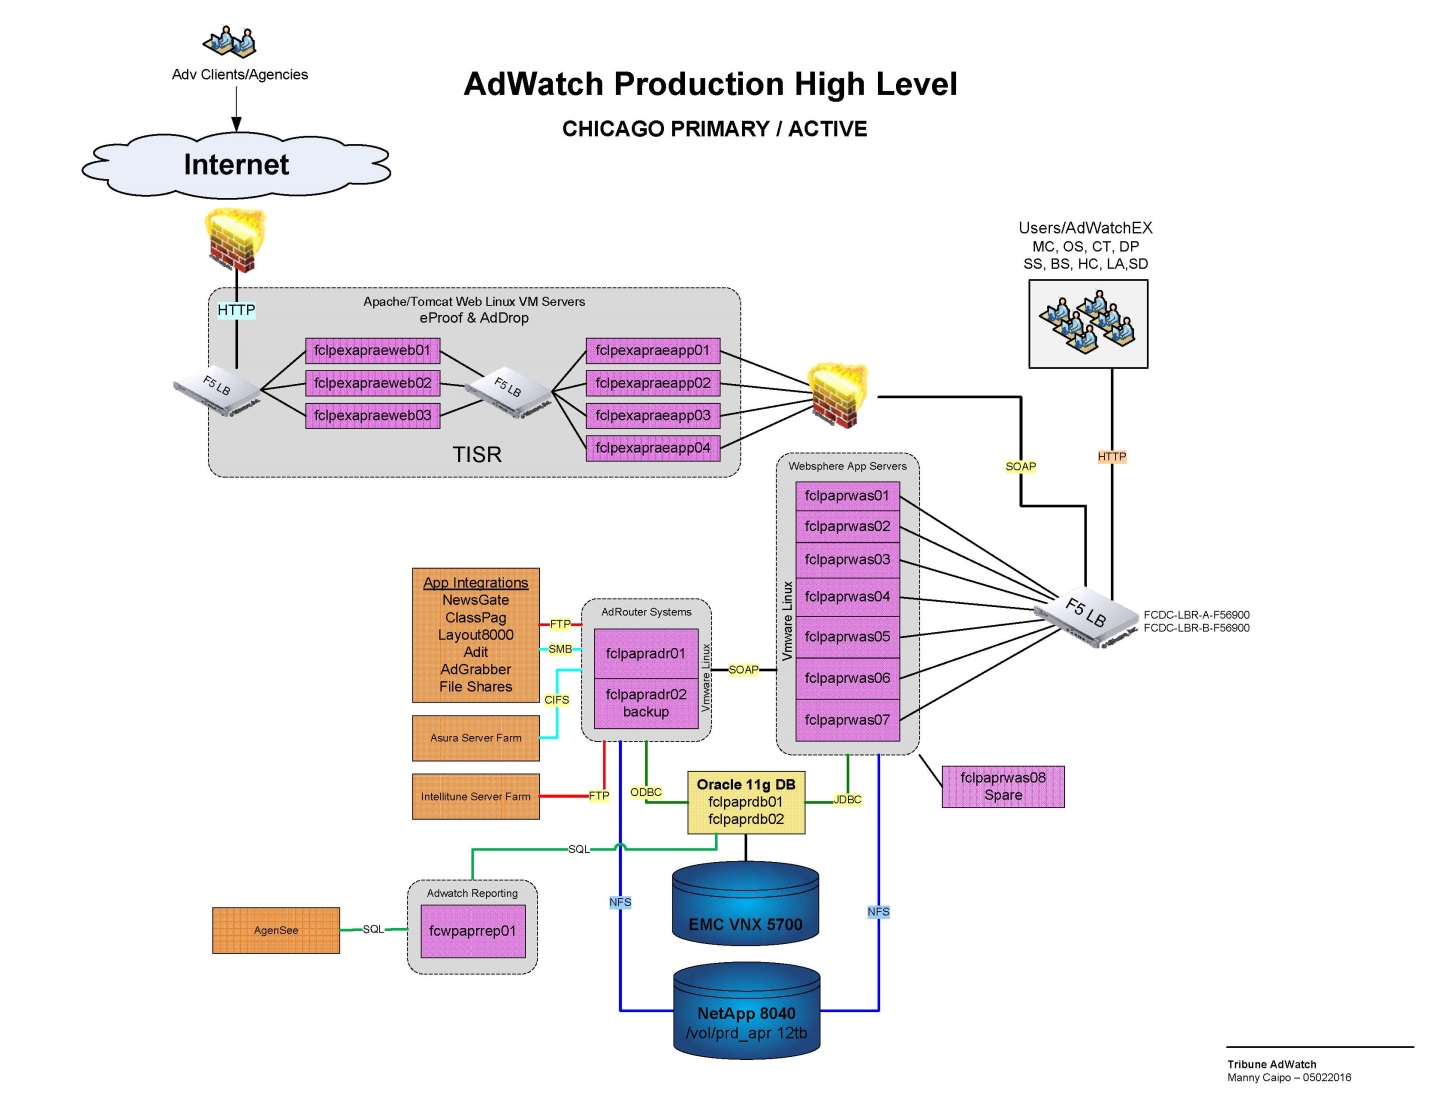 Adv Clients/Agencies
AdWatch Production High Level
CHICAGO PRIMARY / ACTIVE
Internet
Users/AdWatchEX
MC, OS, CT, DP
SS, BS, HC, LA,SD
HTTP
Apache/Tomcat Web Linux VM Servers
eProof & AdDrop
F5 LB
fclpexapraeweb01
fclpexapraeweb02
fclpexapraeweb03
F5 LB
fclpexapraeapp01
fclpexapraeapp02
fclpexapraeapp03
fclpexapraeapp04
TISR
SOAP
HTTP
Websphere App Servers
Vmware Linux
fclpaprwas01
fclpaprwas02
fclpaprwas03
fclpaprwas04
fclpaprwas05
fclpaprwas06
fclpaprwas07
F5 LB
FCDC-LBR-A-F56900
FCDC-LBR-B-F56900
App Integrations
NewsGate
ClassPag
Layout8000
Adit
AdGrabber
File Shares
FTP
SMB
CIFS
AdRouter Systems
fclpapradr01
fclpapradr02
backup
Vmware Linux
SOAP
Asura Server Farm
Intellitune Server Farm
FTP
ODBC
Oracle 11g DB
fclpaprdb01
fclpaprdb02
JDBC
fclpaprwas08
Spare
SQL
Adwatch Reporting
fcwpaprrep01
AgenSee
SQL
NFS
EMC VNX 5700
NFS
NetApp 8040
/vol/prd_apr 12tb
Tribune AdWatch
Manny Caipo – 05022016